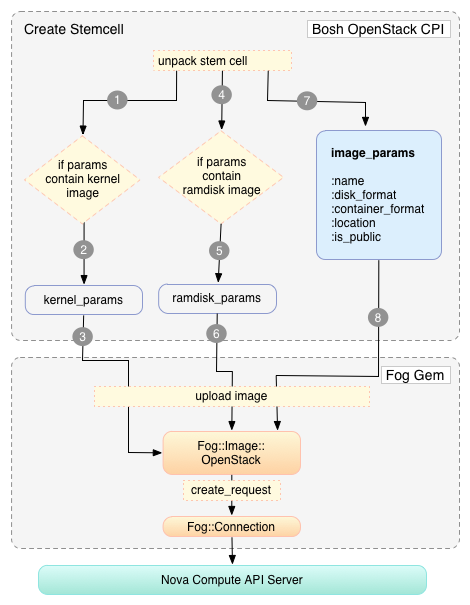 Create Stemcell
Bosh OpenStack CPI
unpack stem cell
1
4
7
if params
contain kernel
image
if params
contain
ramdisk image
image_params
:name
:disk_format
:container_format
:location
:is_public
2
5
kernel_params
ramdisk_params
3
6
8
Fog Gem
upload image
Fog::Image::
OpenStack
create_request
Fog::Connection
Nova Compute API Server